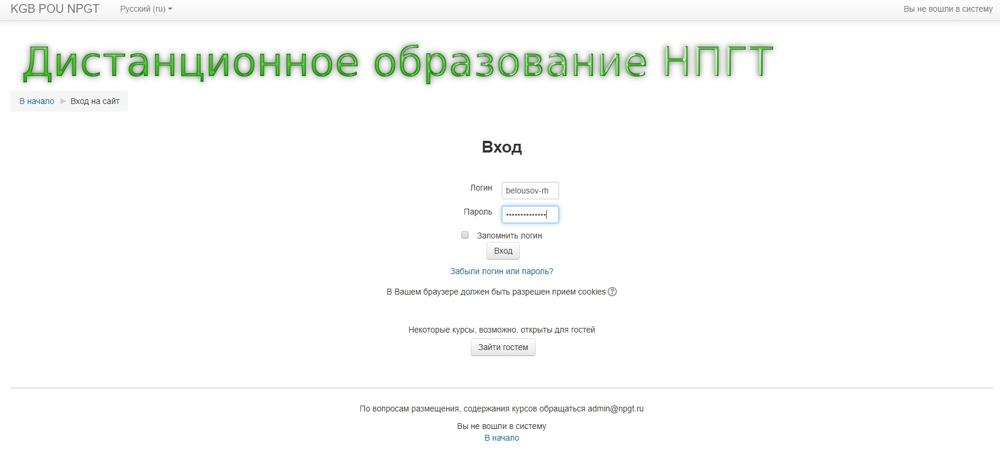 KGB POU NPGT Русский (ru) Вы не вошли в систему
Дистанционное образование НПГТ
В начало ► Вход на сайт
Вход
Логин belousov-rh
Пароль ••••••••••••••
Запомнить логин
Вход
Забыли логин или пароль?
В Вашем браузере должен быть разрешен прием cookies
Некоторые курсы, возможно, открыты для гостей
Зайти гостем
По вопросам размещения, содержания курсов обращаться admin@npgt.ru
Вы не вошли в систему
В начало